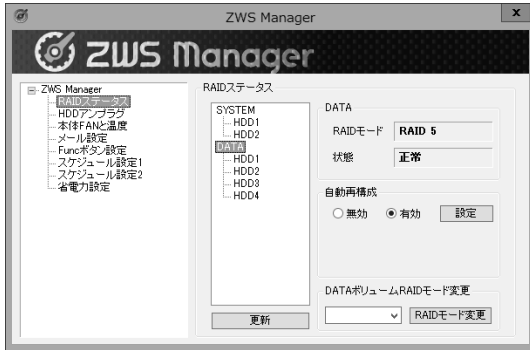 ZWS Manager
x
ZWS Manager
ZWS Manager
RAIDステータス
HDDアンプラグ
本体FANと温度
メール設定
Funcボタン設定
スケジュール設定1
スケジュール設定2
省電力設定
RAIDステータス
SYSTEM
HDD1
HDD2
DATA
HDD1
HDD2
HDD3
HDD4
更新
DATA
RAIDモード RAID 5
状態 正常
自動再構成
無効 有効 設定
DATAボリュームRAIDモード変更
RAIDモード変更